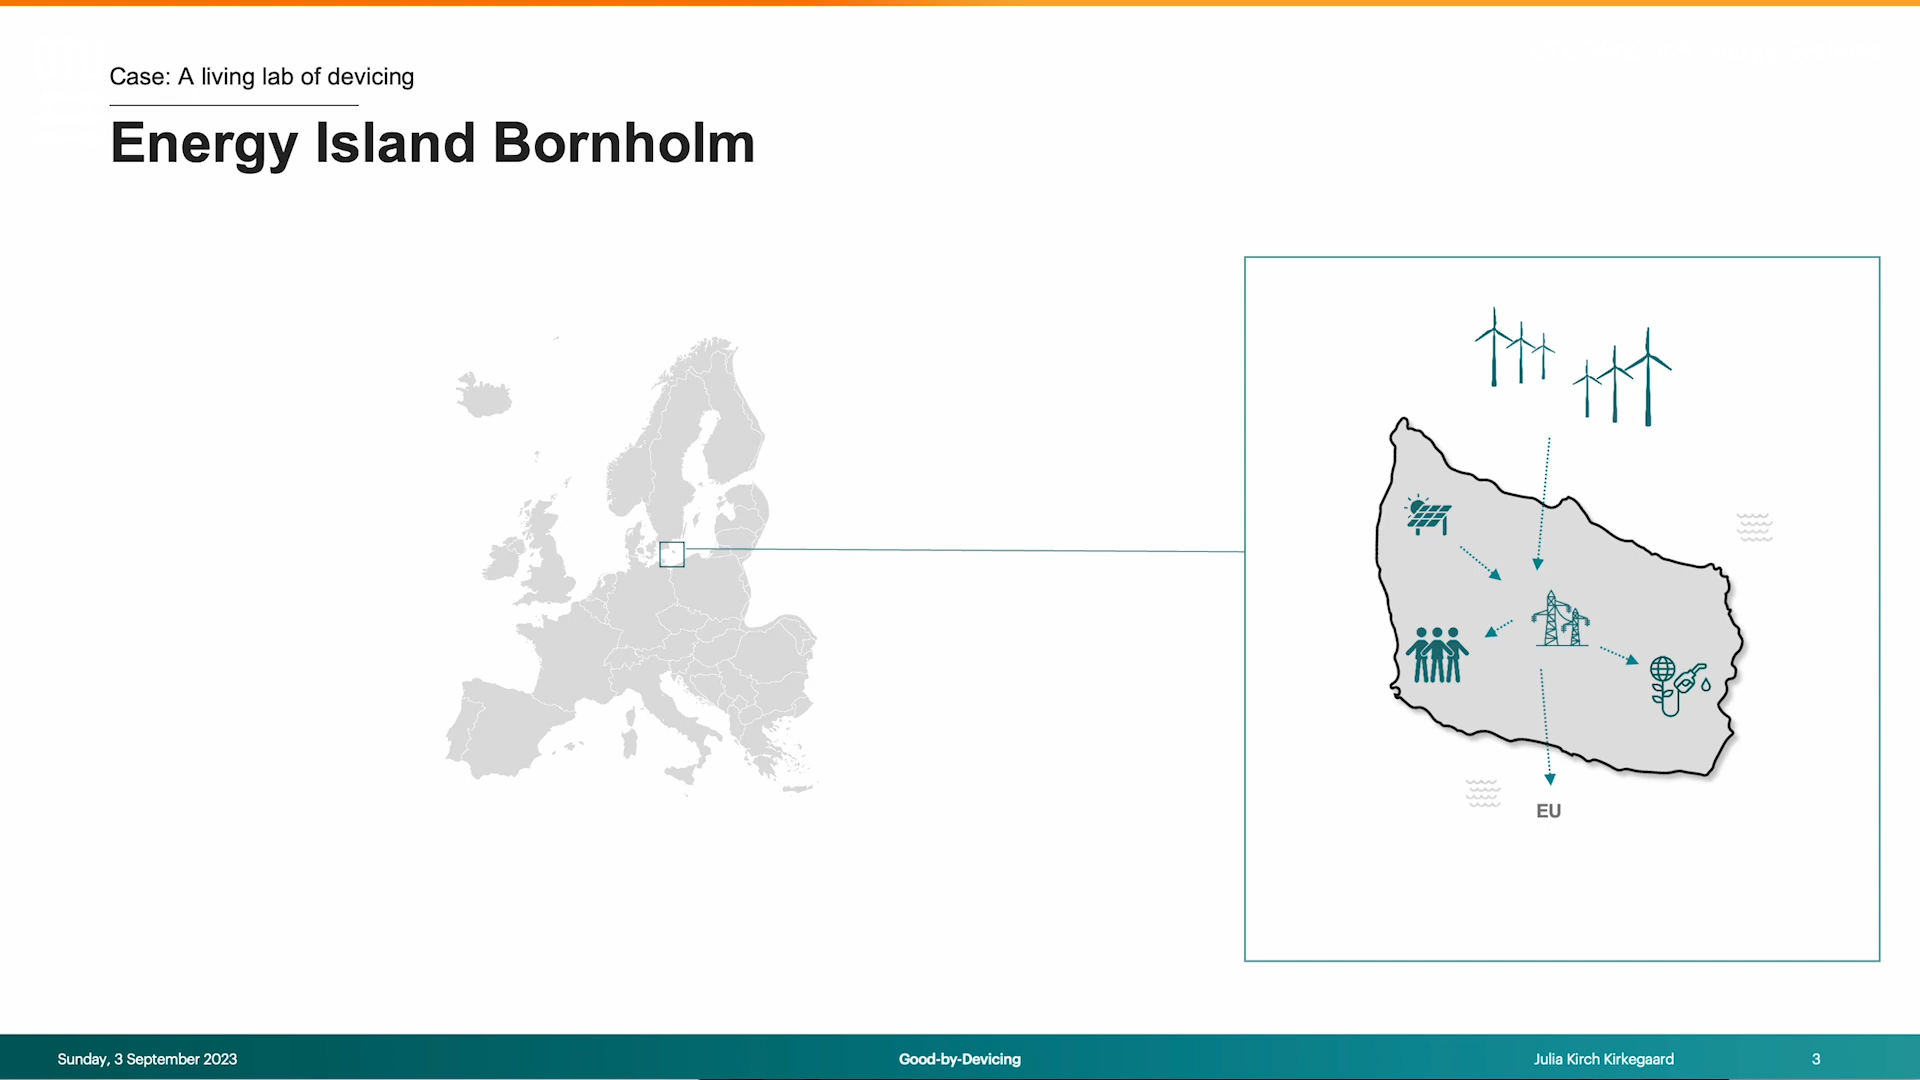 Case: A living lab of devicing
Energy Island Bornholm
EU
Sunday, 3 September 2023
Good-by-Devicing
Julia Kirch Kirkegaard
3